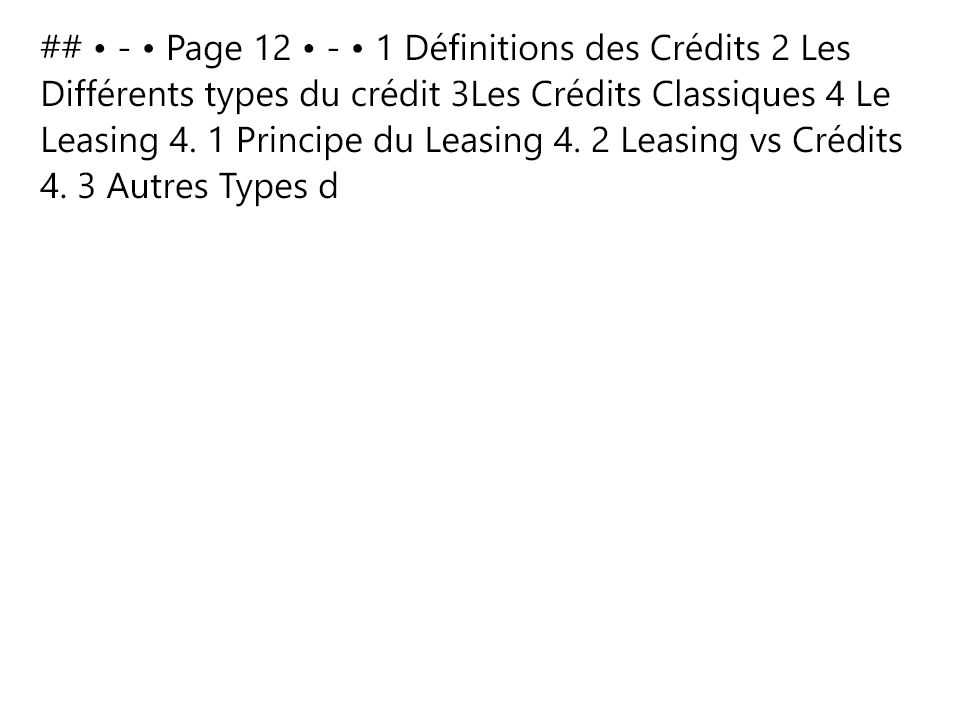 ## • - • Page 12 • - • 1 Définitions des Crédits 2 Les
Différents types du crédit 3Les Crédits Classiques 4 Le
Leasing 4. 1 Principe du Leasing 4. 2 Leasing vs Crédits
4. 3 Autres Types d